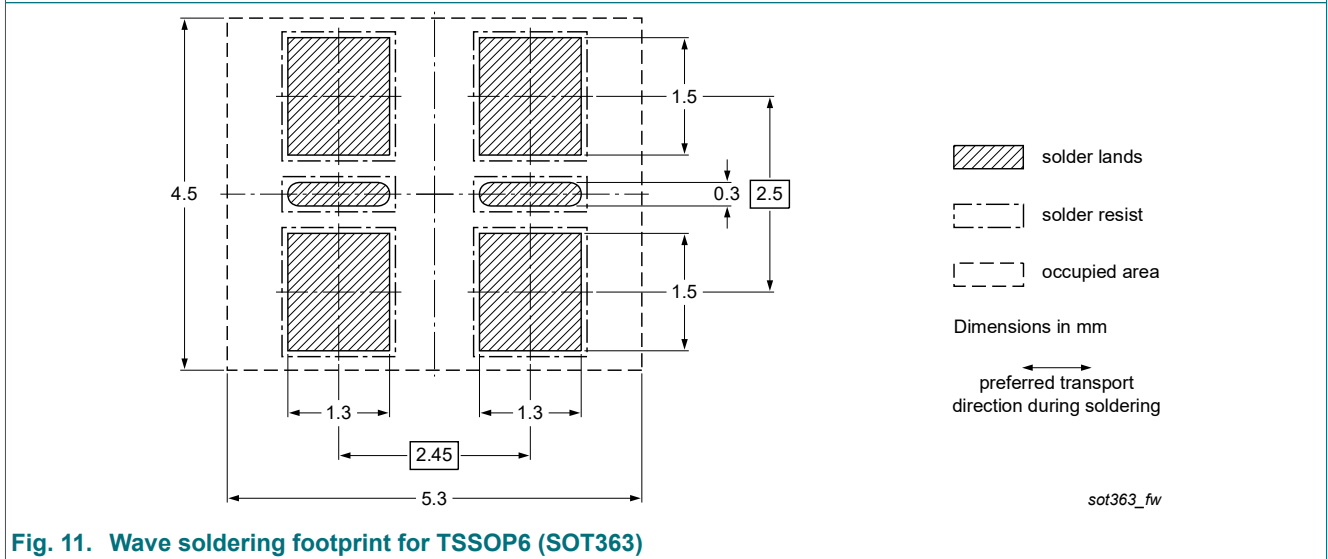 1.5
4.5
0.3
2.5
1.5
1.3
1.3
2.45
5.3
solder lands
solder resist
occupied area
Dimensions in mm
preferred transport
direction during soldering
sot363_fw
Fig. 11. Wave soldering footprint for TSSOP6 (SOT363)